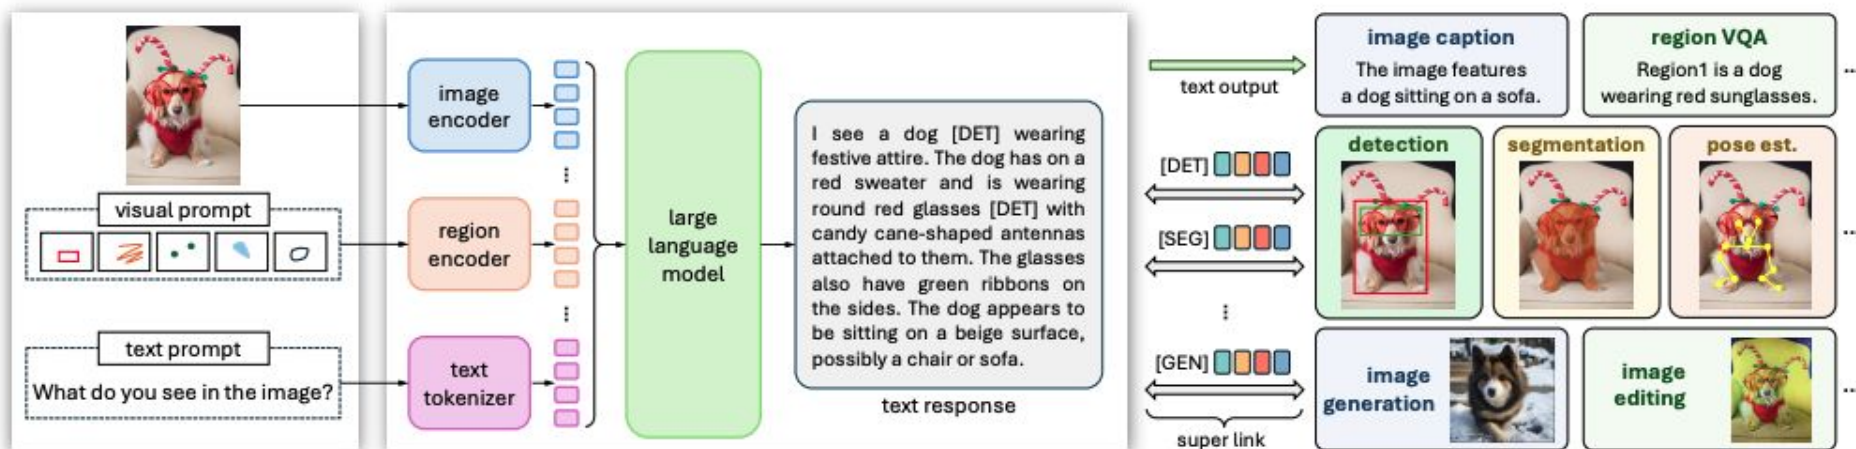 visual prompt
text prompt
What do you see in the image?
image
encoder
region
encoder
text
tokenizer
large
language
model
I see a dog [DET] wearing
festive attire. The dog has on a
red sweater and is wearing
round red glasses [DET] with
candy cane-shaped antennas
attached to them. The glasses
also have green ribbons on
the sides. The dog appears to
be sitting on a beige surface,
possibly a chair or sofa.
text response
text output
[DET]
[SEG]
[GEN]
super link
image caption
The image features
a dog sitting on a sofa.
region VQA
Region1 is a dog
wearing red sunglasses.
detection
segmentation
pose est.
image
generation
image
editing